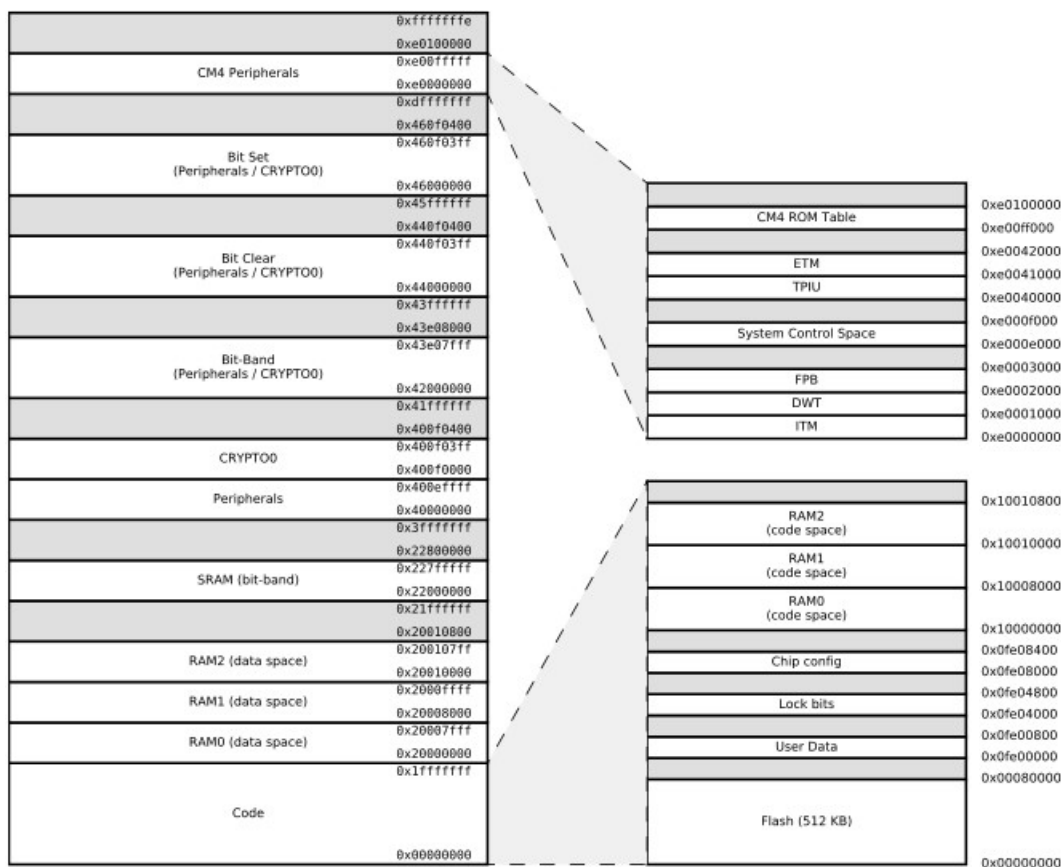 0xfffffffe
0xe0100000
0xe00fffff
CM4 Peripherals
0xe0000000
0xdfffffff
0x460f0400
0x460f03ff
Bit Set
(Peripherals / CRYPTO0)
0x46000000
0x45ffffff
0x440f0400
0x440f03ff
Bit Clear
(Peripherals / CRYPTO0)
0x44000000
0x43ffffff
0x43e08000
0x43e07fff
Bit-Band
(Peripherals / CRYPTO0)
0x42000000
0x41ffffff
0x400f0400
0x400f03ff
CRYPTO0
0x400f0000
0x400effff
Peripherals
0x40000000
0x3fffffff
0x22800000
0x227fffff
SRAM (bit-band)
0x22000000
0x21ffffff
0x20010800
0x200107ff
RAM2 (data space)
0x20010000
0x2000ffff
RAM1 (data space)
0x20008000
0x20007fff
RAM0 (data space)
0x20000000
0x1fffffff
Code
0x00000000
0xe0100000
CM4 ROM Table
0xe00ff000
0xe0042000
ETM
0xe0041000
TPIU
0xe0040000
0xe000f000
System Control Space
0xe000e000
0xe0003000
FPB
0xe0002000
DWT
0xe0001000
ITM
0xe0000000
0x10010800
RAM2
(code space)
0x10010000
RAM1
(code space)
0x10008000
RAM0
(code space)
0x10000000
0x0fe08400
Chip config
0x0fe08000
0x0fe04800
Lock bits
0x0fe04000
0x0fe00800
User Data
0x0fe00000
0x00080000
Flash (512 KB)
0x00000000